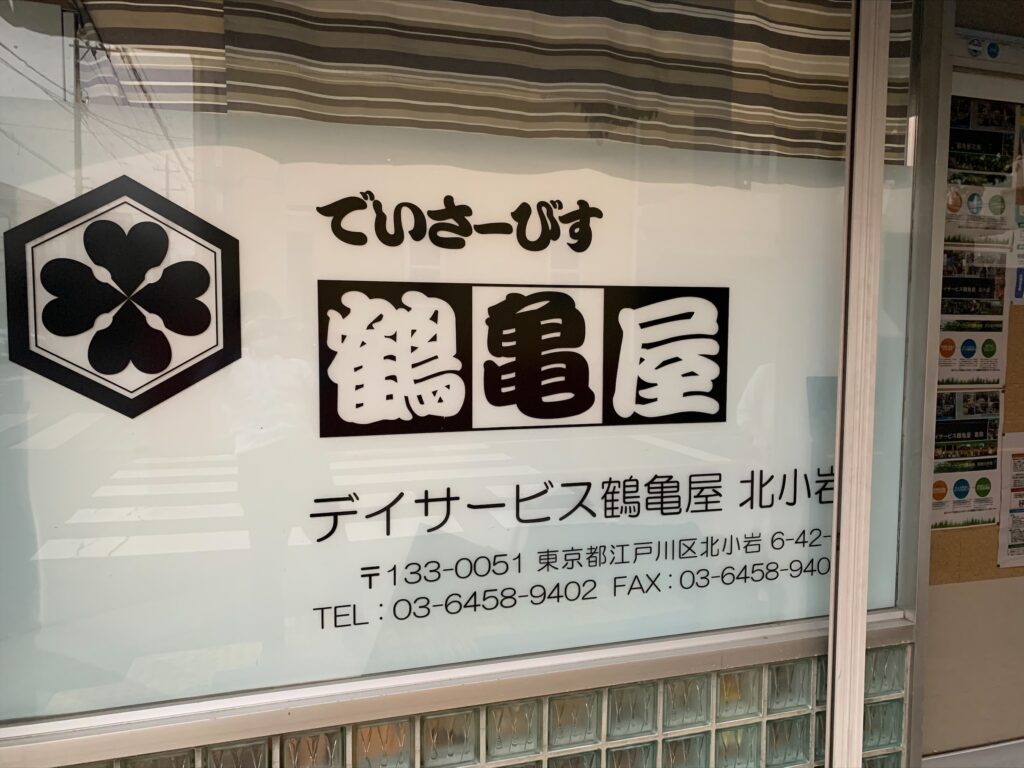 でいさーびす
鶴亀屋
デイサービス鶴亀屋 北小岩
〒133-0051 東京都江戸川区北小岩 6-42-
TEL : 03-6458-9402 FAX : 03-6458-940